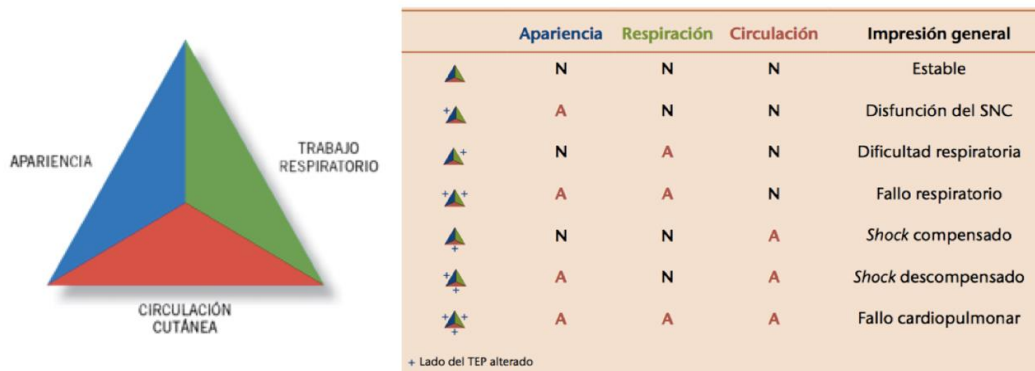 APARIENCIA
TRABAJO
RESPIRATORIO
CIRCULACIÓN
CUTÁNEA
Apariencia Respiración Circulación Impresión general
N N N Estable
+ A N N Disfunción del SNC
+ N A N Dificultad respiratoria
+ + A A N Fallo respiratorio
+ N N A Shock compensado
+ + A N A Shock descompensado
+ + + A A A Fallo cardiopulmonar
+ Lado del TEP alterado